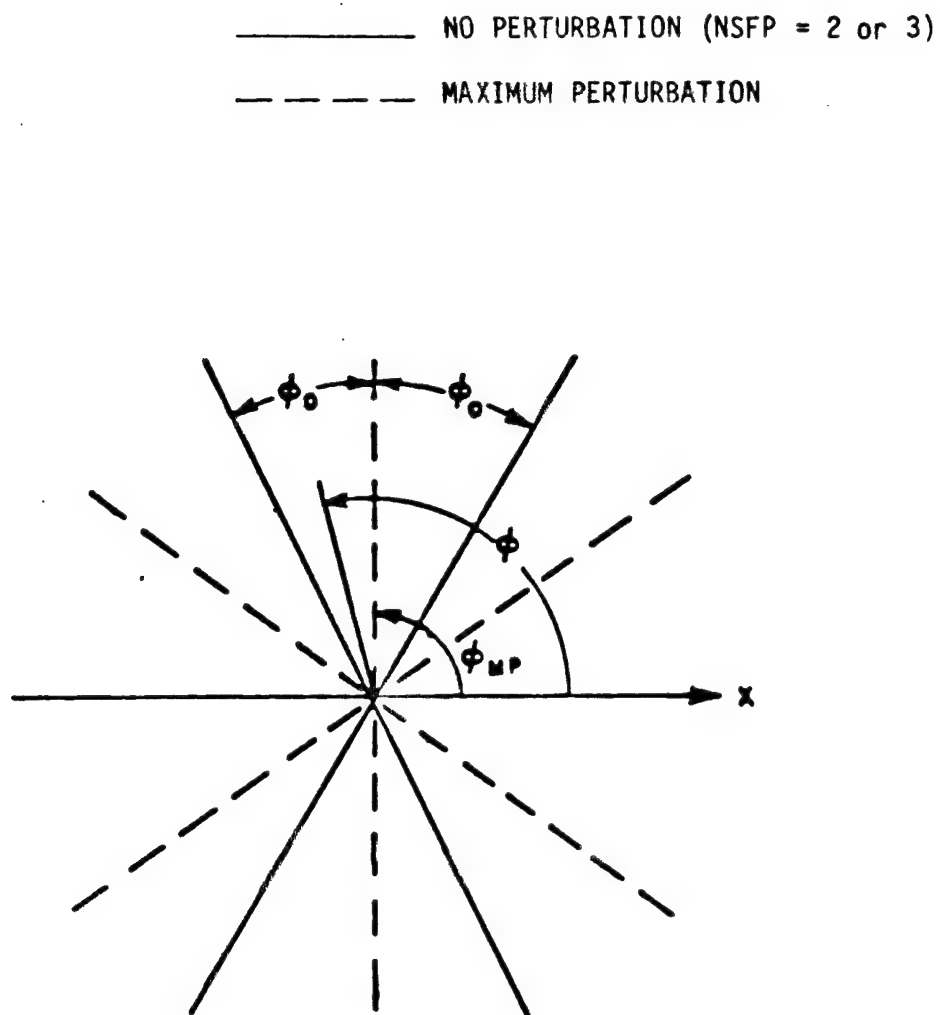 NO PERTURBATION (NSFP = 2 or 3)
MAXIMUM PERTURBATION
ϕ₀ ϕ₀
ϕ
ϕMP
X